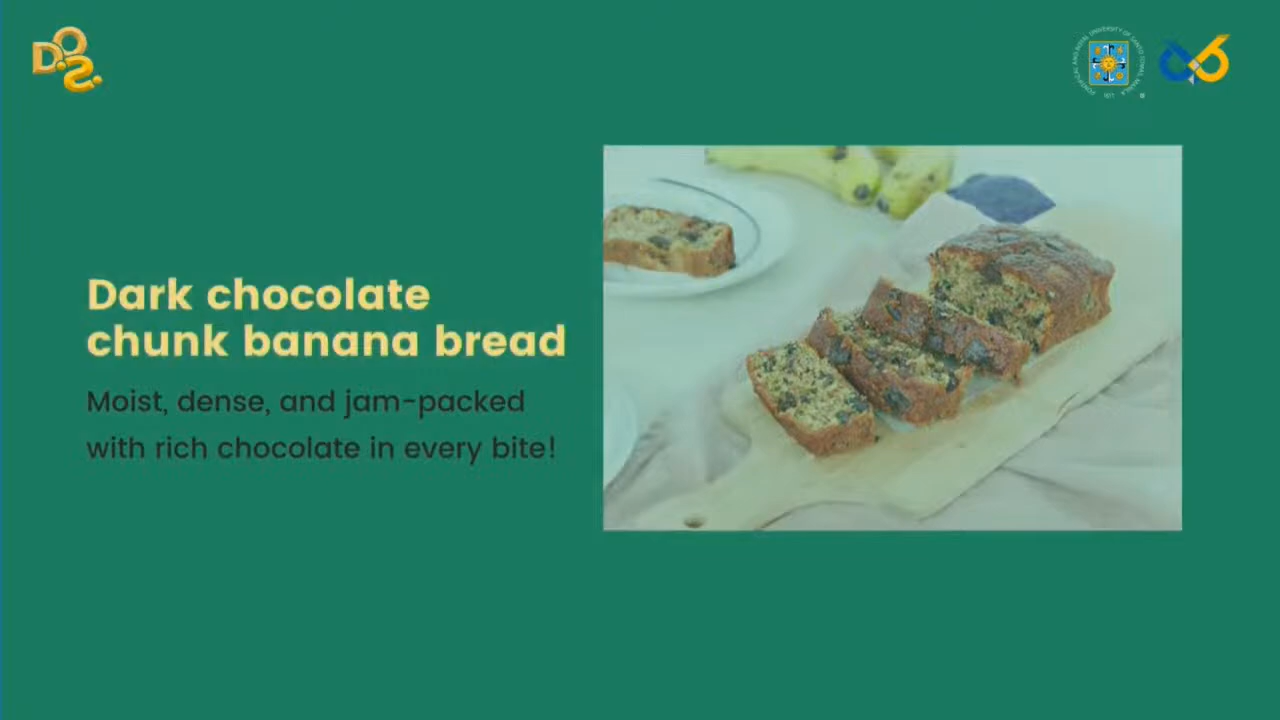 D.O.S.
Dark chocolate
chunk banana bread
Moist, dense, and jam-packed
with rich chocolate in every bite!